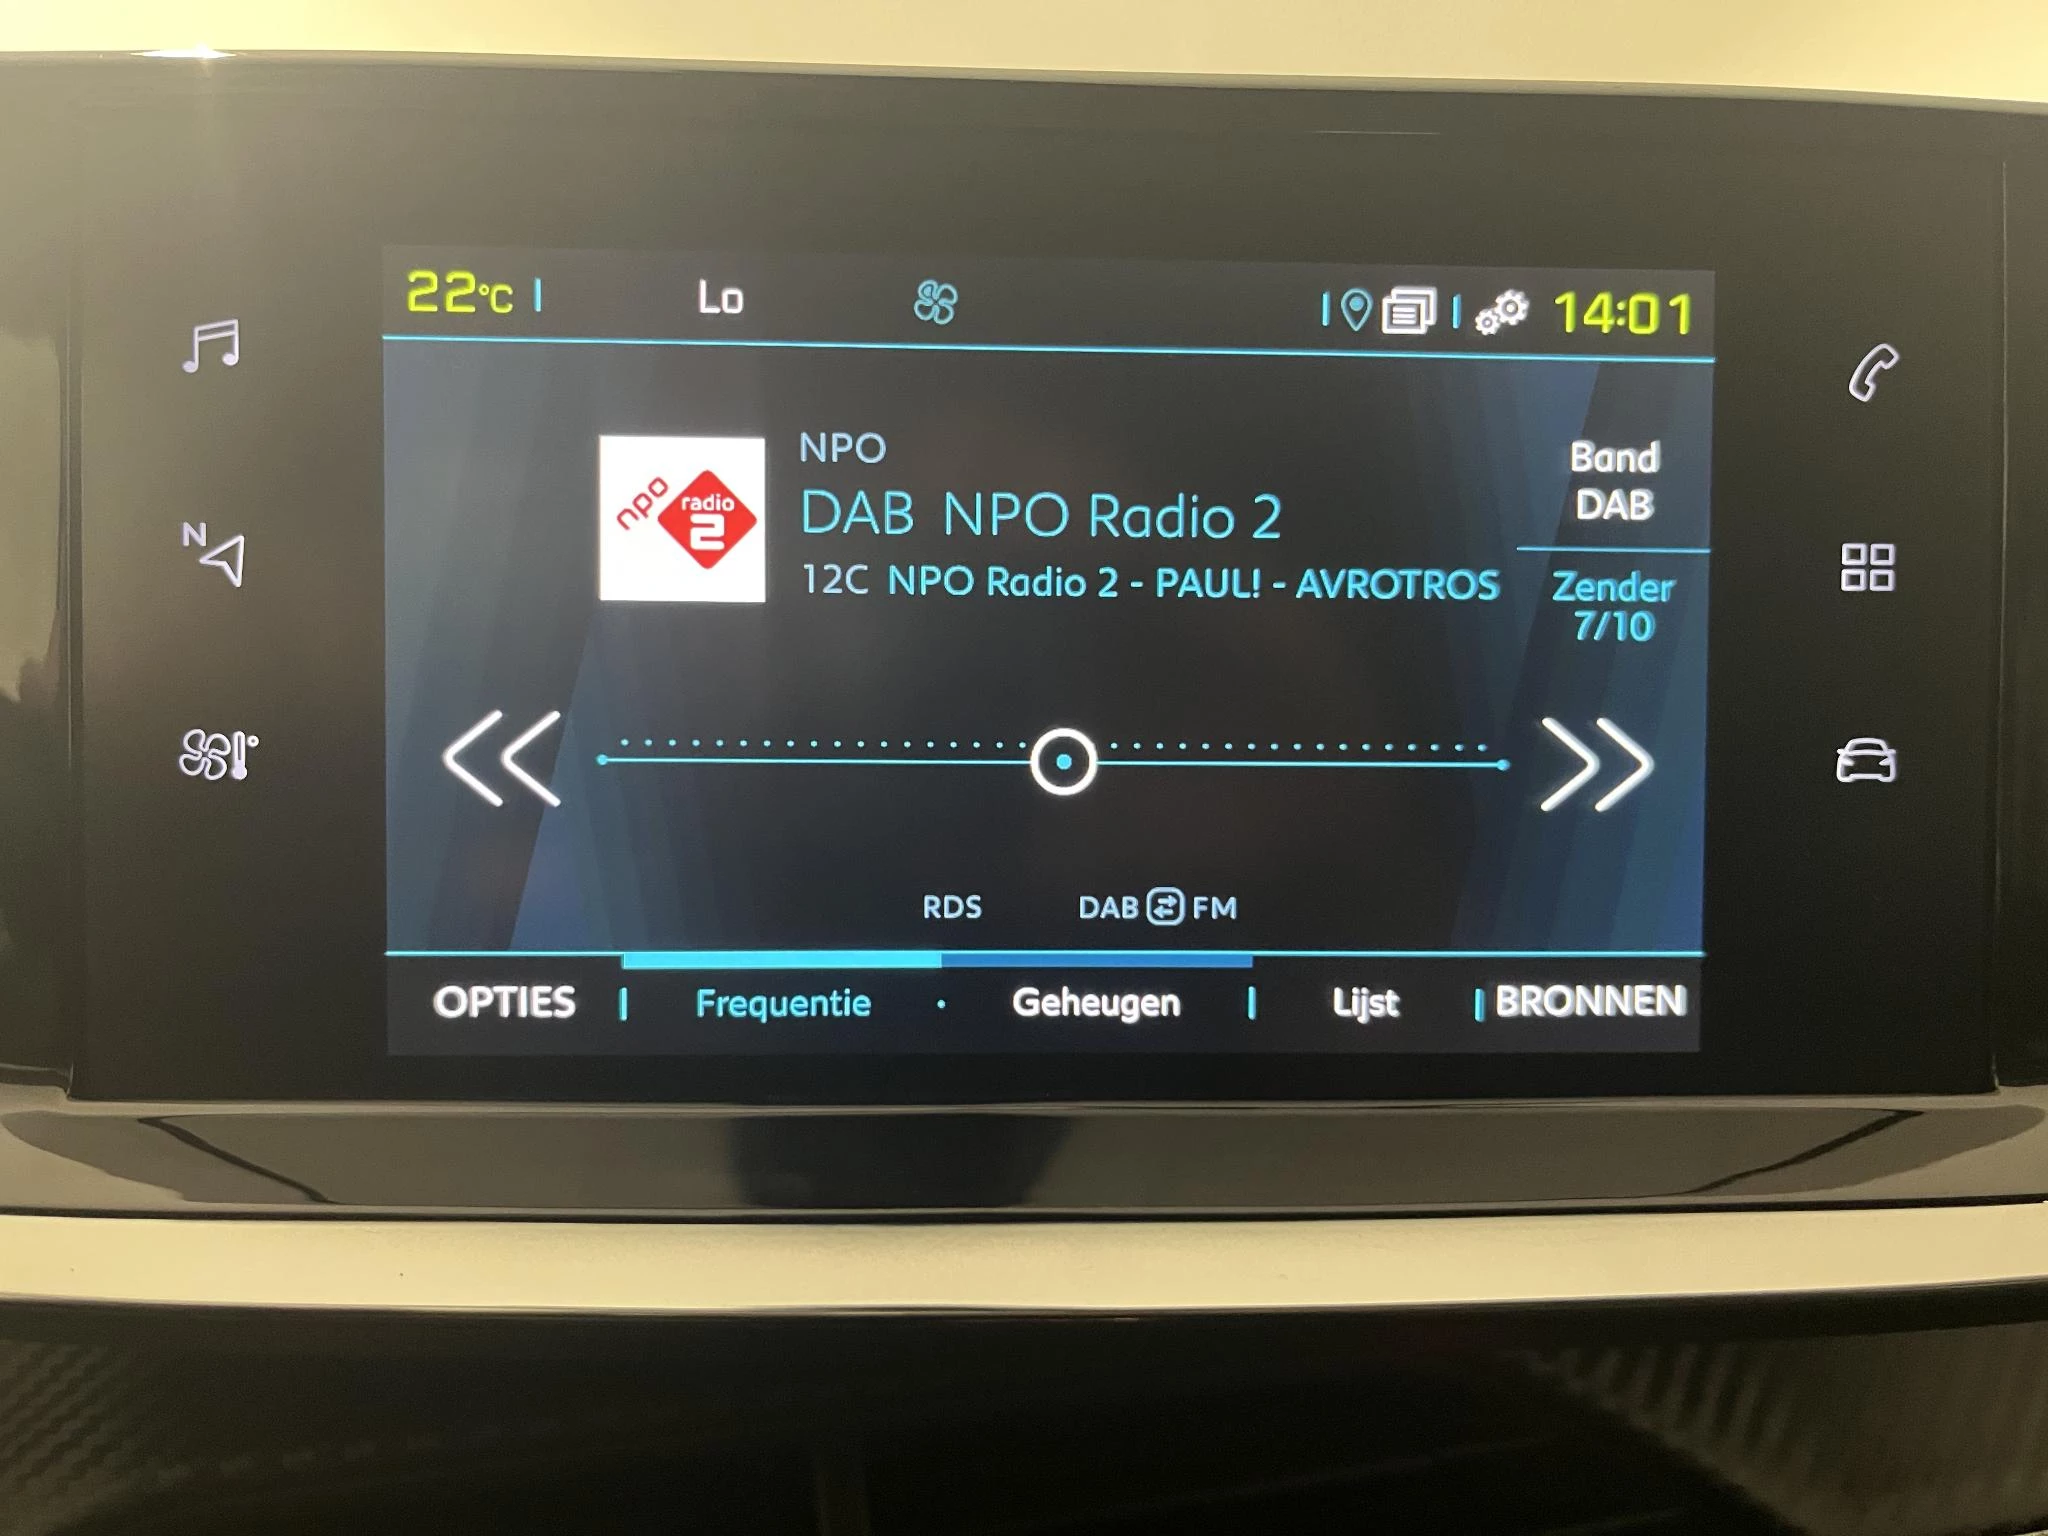 22°C Lo 14:01
N
npo radio 2
NPO
DAB NPO Radio 2
12C NPO Radio 2 - PAUL! - AVROTROS
Band
DAB
Zender
7/10
RDS DAB FM
OPTIES Frequentie · Geheugen Lijst BRONNEN